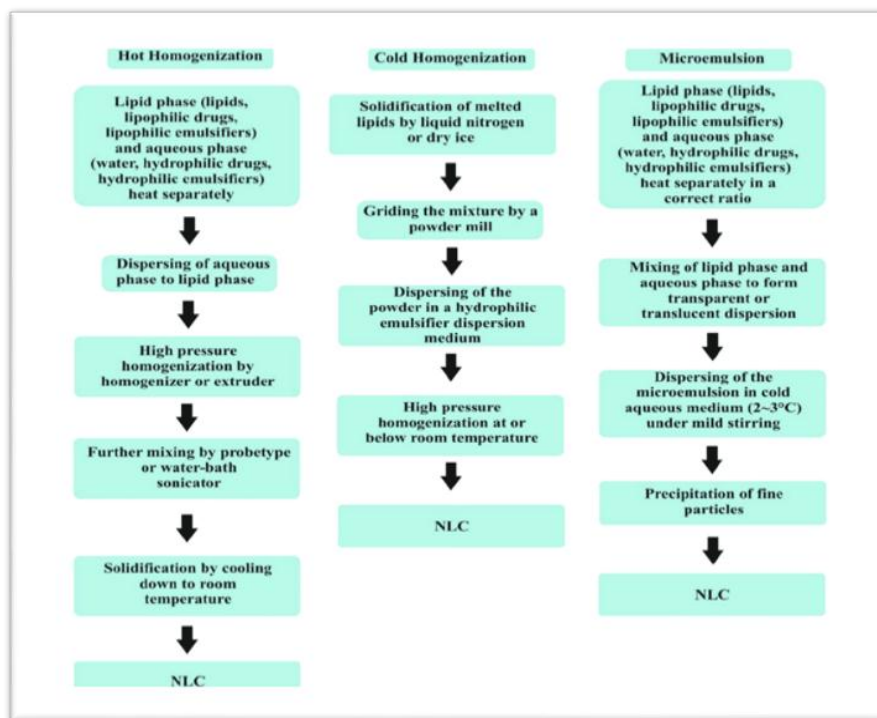 Hot Homogenization
Lipid phase (lipids,
lipophilic drugs,
lipophilic emulsifiers)
and aqueous phase
(water, hydrophilic drugs,
hydrophilic emulsifiers)
heat separately
Dispersing of aqueous
phase to lipid phase
High pressure
homogenization by
homogenizer or extruder
Further mixing by probetype
or water-bath
sonicator
Solidification by cooling
down to room
temperature
NLC
Cold Homogenization
Solidification of melted
lipids by liquid nitrogen
or dry ice
Griding the mixture by a
powder mill
Dispersing of the
powder in a hydrophilic
emulsifier dispersion
medium
High pressure
homogenization at or
below room temperature
NLC
Microemulsion
Lipid phase (lipids,
lipophilic drugs,
lipophilic emulsifiers)
and aqueous phase
(water, hydrophilic drugs,
hydrophilic emulsifiers)
heat separately in a
correct ratio
Mixing of lipid phase and
aqueous phase to form
transparent or
translucent dispersion
Dispersing of the
microemulsion in cold
aqueous medium (2~3°C)
under mild stirring
Precipitation of fine
particles
NLC